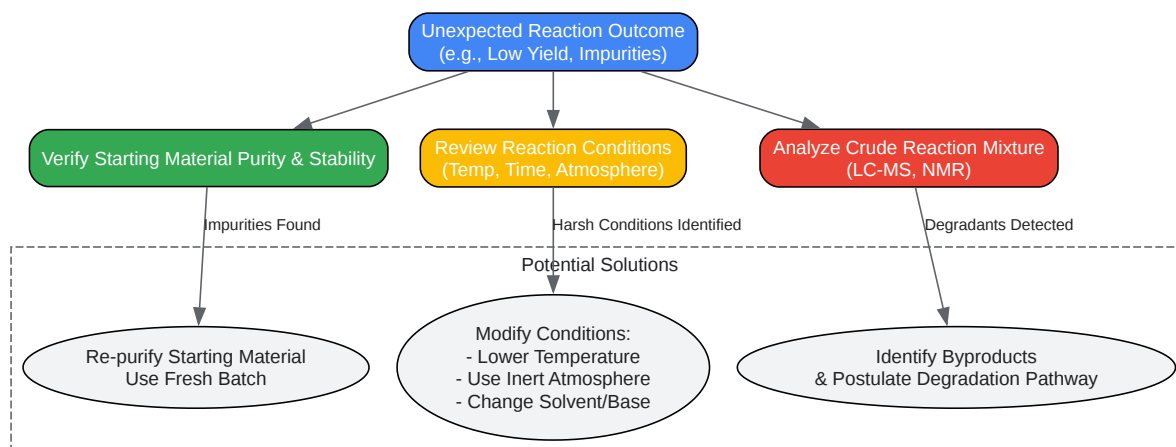 Unexpected Reaction Outcome
(e.g., Low Yield, Impurities)
Verify Starting Material Purity & Stability
Review Reaction Conditions
(Temp, Time, Atmosphere)
Analyze Crude Reaction Mixture
(LC-MS, NMR)
Impurities Found
Harsh Conditions Identified
Degradants Detected
Potential Solutions
Re-purify Starting Material
Use Fresh Batch
Modify Conditions:
- Lower Temperature
- Use Inert Atmosphere
- Change Solvent/Base
Identify Byproducts
& Postulate Degradation Pathway